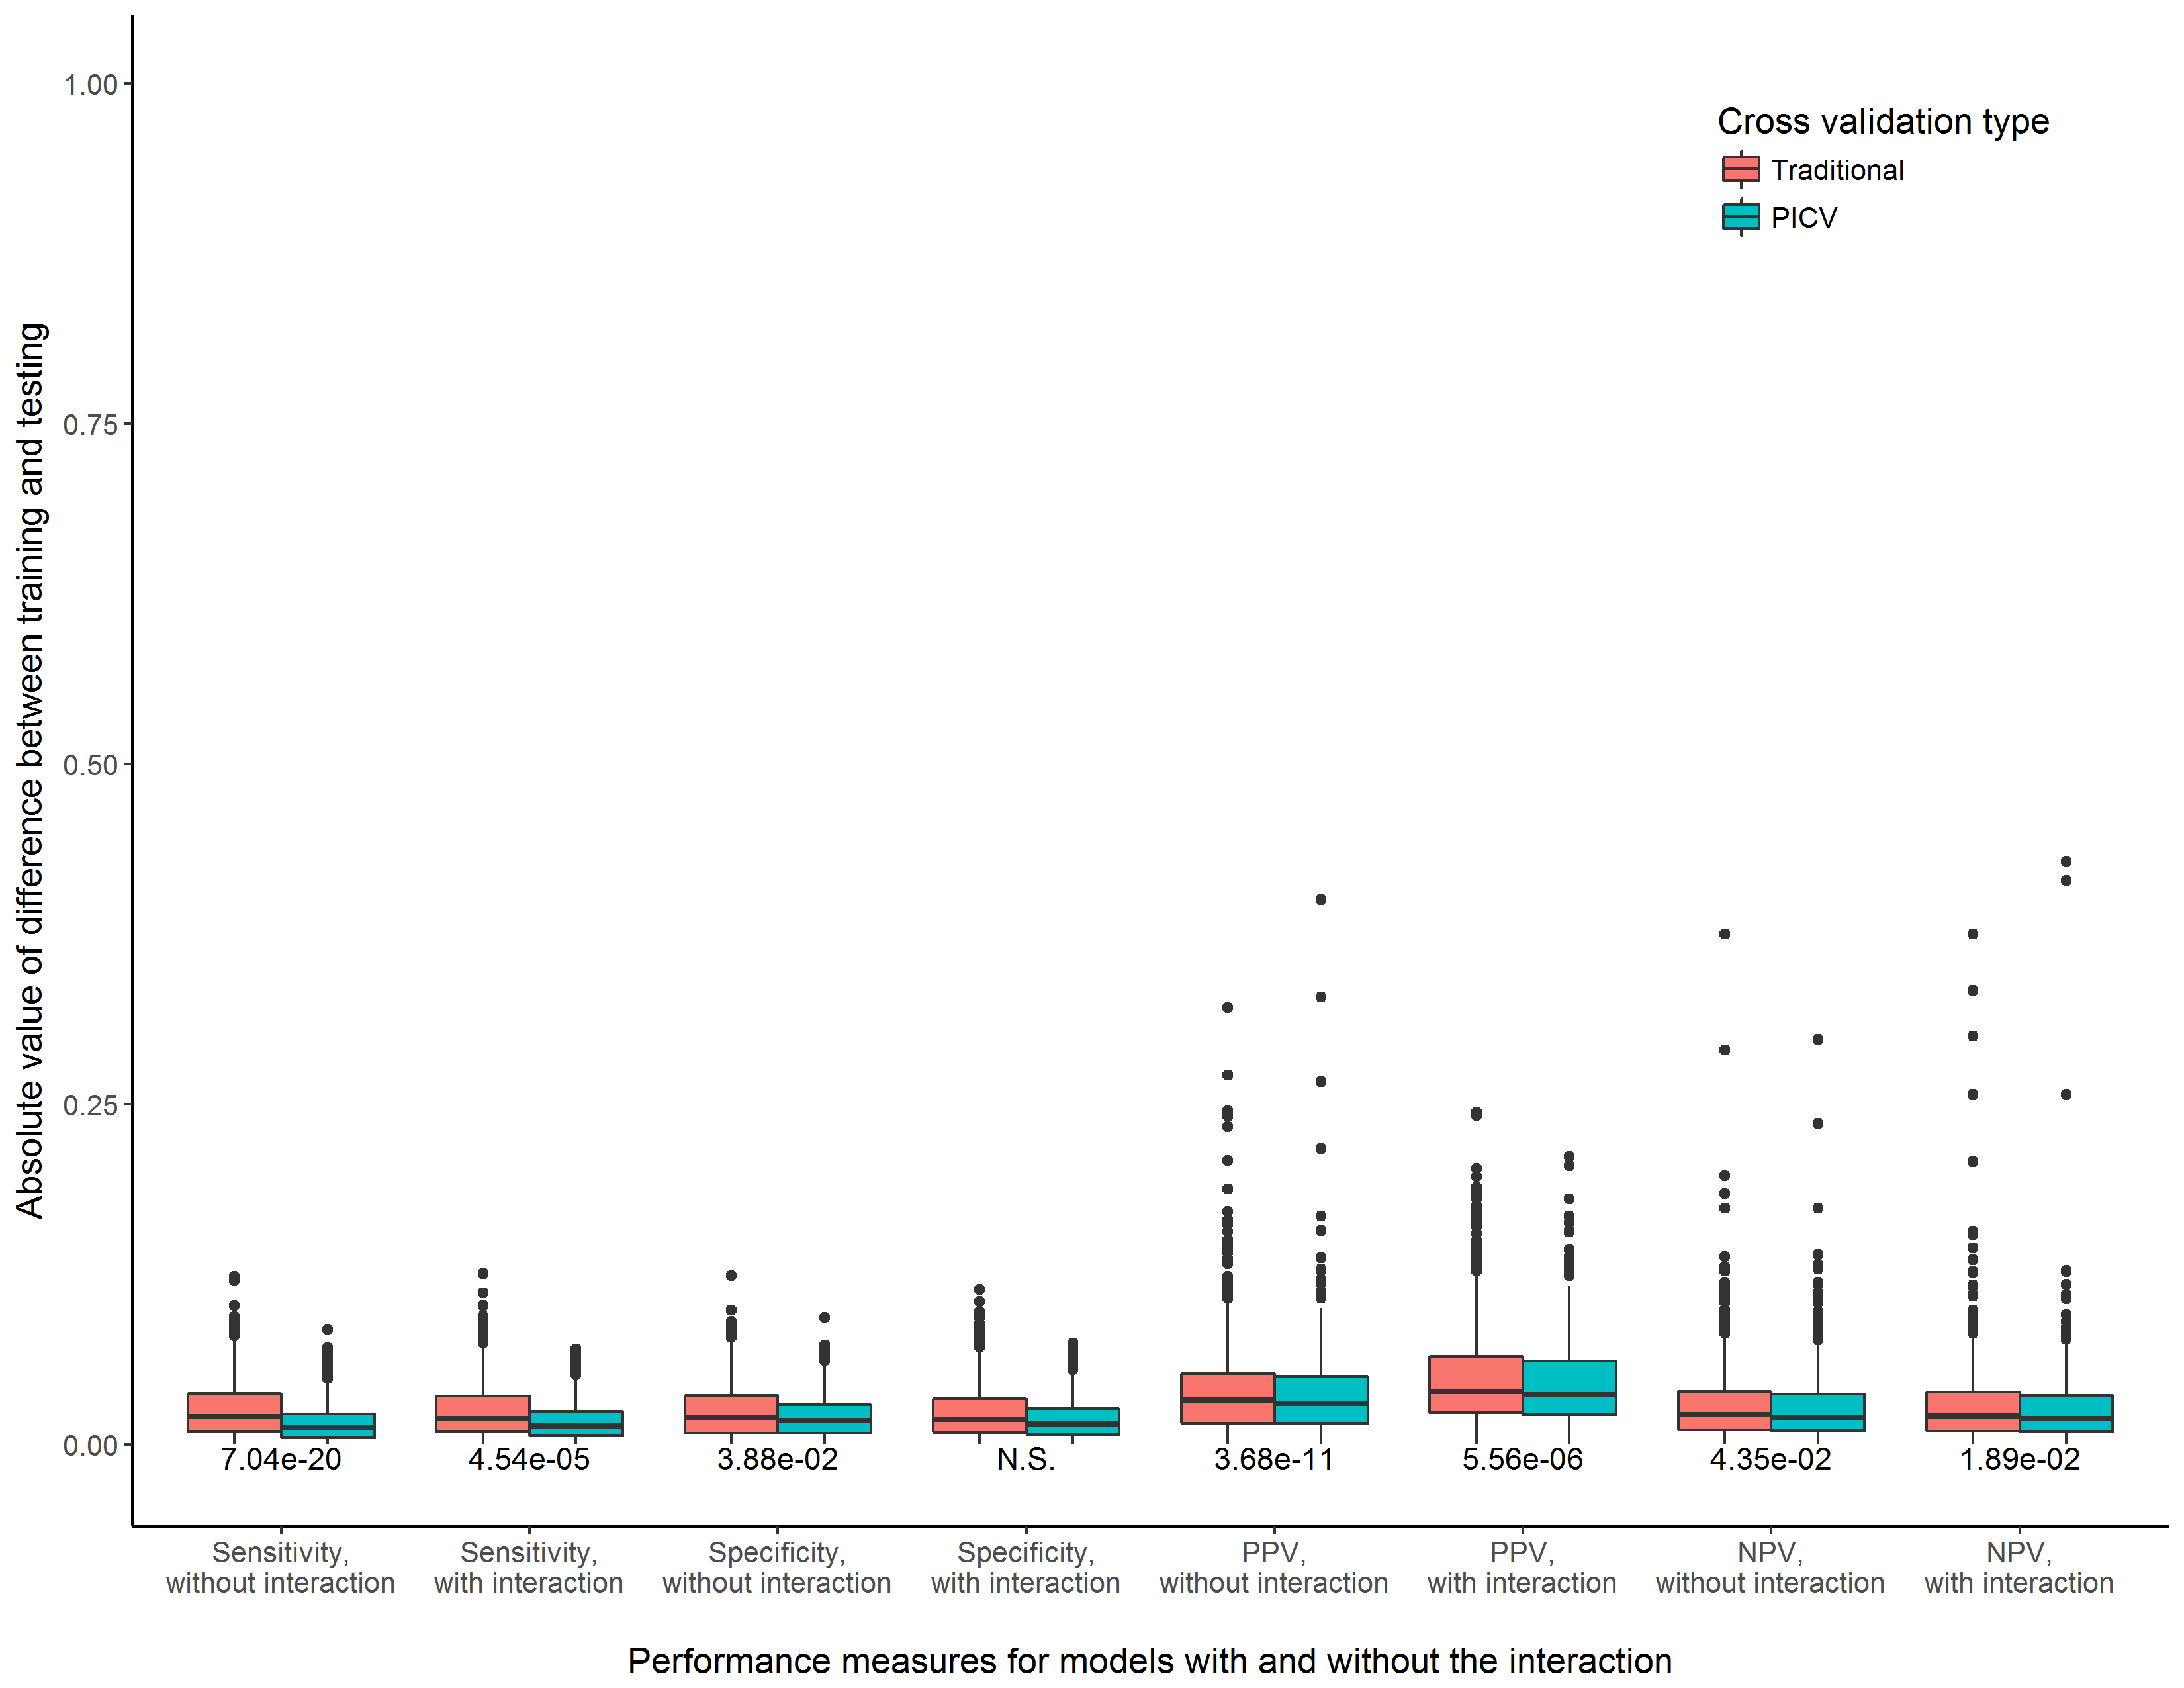 Absolute value of difference between training and testing
1.00
0.75
0.50
0.25
0.00
Cross validation type
Traditional
PICV
7.04e-20
4.54e-05
3.88e-02
N.S.
3.68e-11
5.56e-06
4.35e-02
1.89e-02
Sensitivity,
without interaction
Sensitivity,
with interaction
Specificity,
without interaction
Specificity,
with interaction
PPV,
without interaction
PPV,
with interaction
NPV,
without interaction
NPV,
with interaction
Performance measures for models with and without the interaction